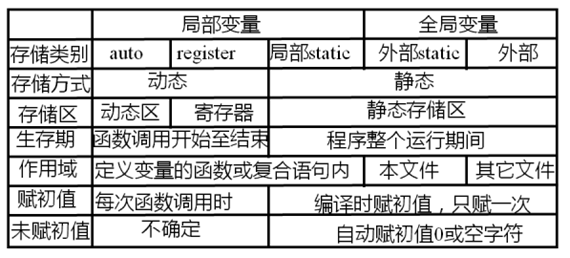 局部变量 全局变量
存储类别 auto register 局部static 外部static 外部
存储方式 动态 静态
存储区 动态区 寄存器 静态存储区
生存期 函数调用开始至结束 程序整个运行期间
作用域 定义变量的函数或复合语句内 本文件 其它文件
赋初值 每次函数调用时 编译时赋初值，只赋一次
未赋初值 不确定 自动赋初值0或空字符